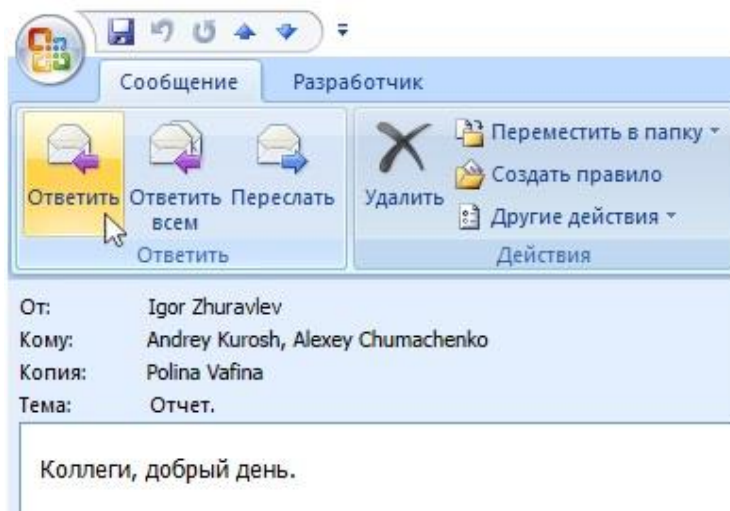 Сообщение Разработчик
Ответить Ответить всем Переслать
Удалить
Переместить в папку
Создать правило
Другие действия
Ответить Действия
От: Igor Zhuravlev
Кому: Andrey Kurosh, Alexey Chumachenko
Копия: Polina Vafina
Тема: Отчет.
Коллеги, добрый день.